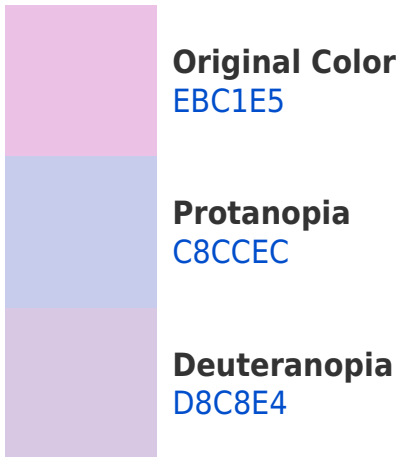 Original Color
EBC1E5
Protanopia
C8CCEC
Deuteranopia
D8C8E4